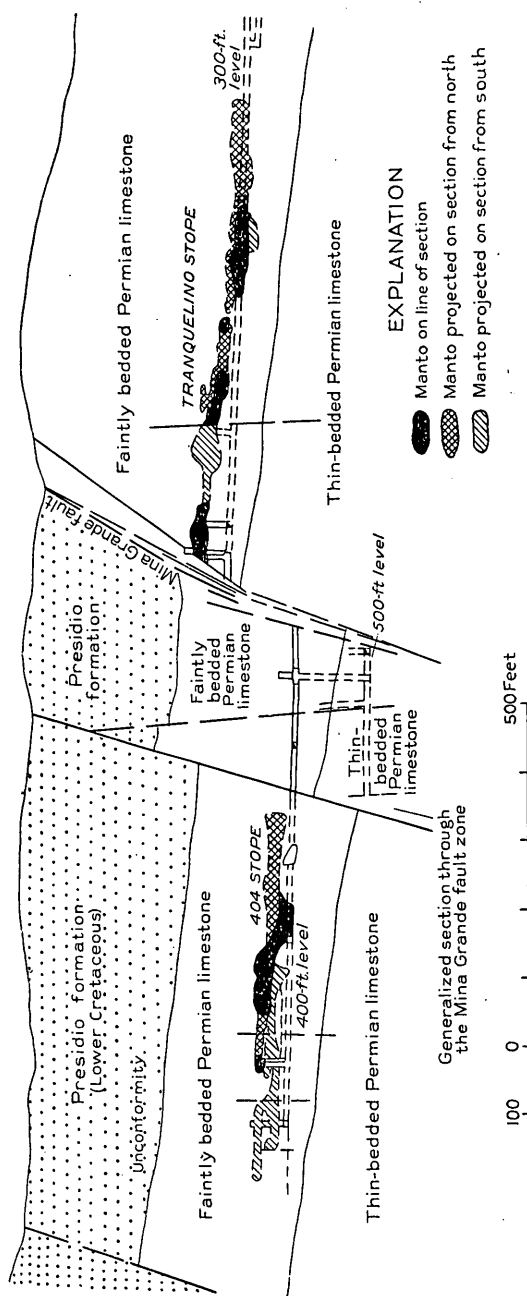 Presidio formation
(Lower Cretaceous)
Unconformity
Faintly bedded Permian limestone
404 STOPE
400-ft. level
Thin-bedded Permian limestone
Presidio
formation
Mina Grande fault
Faintly
bedded
Permian
limestone
Thin-
bedded
Permian
limestone
500-ft level
Faintly bedded Permian limestone
TRANQUELINO STOPE
300-ft.
level
Thin-bedded Permian limestone
Generalized section through
the Mina Grande fault zone
100
0
500 Feet
EXPLANATION
Manto on line of section
Manto projected on section from north
Manto projected on section from south